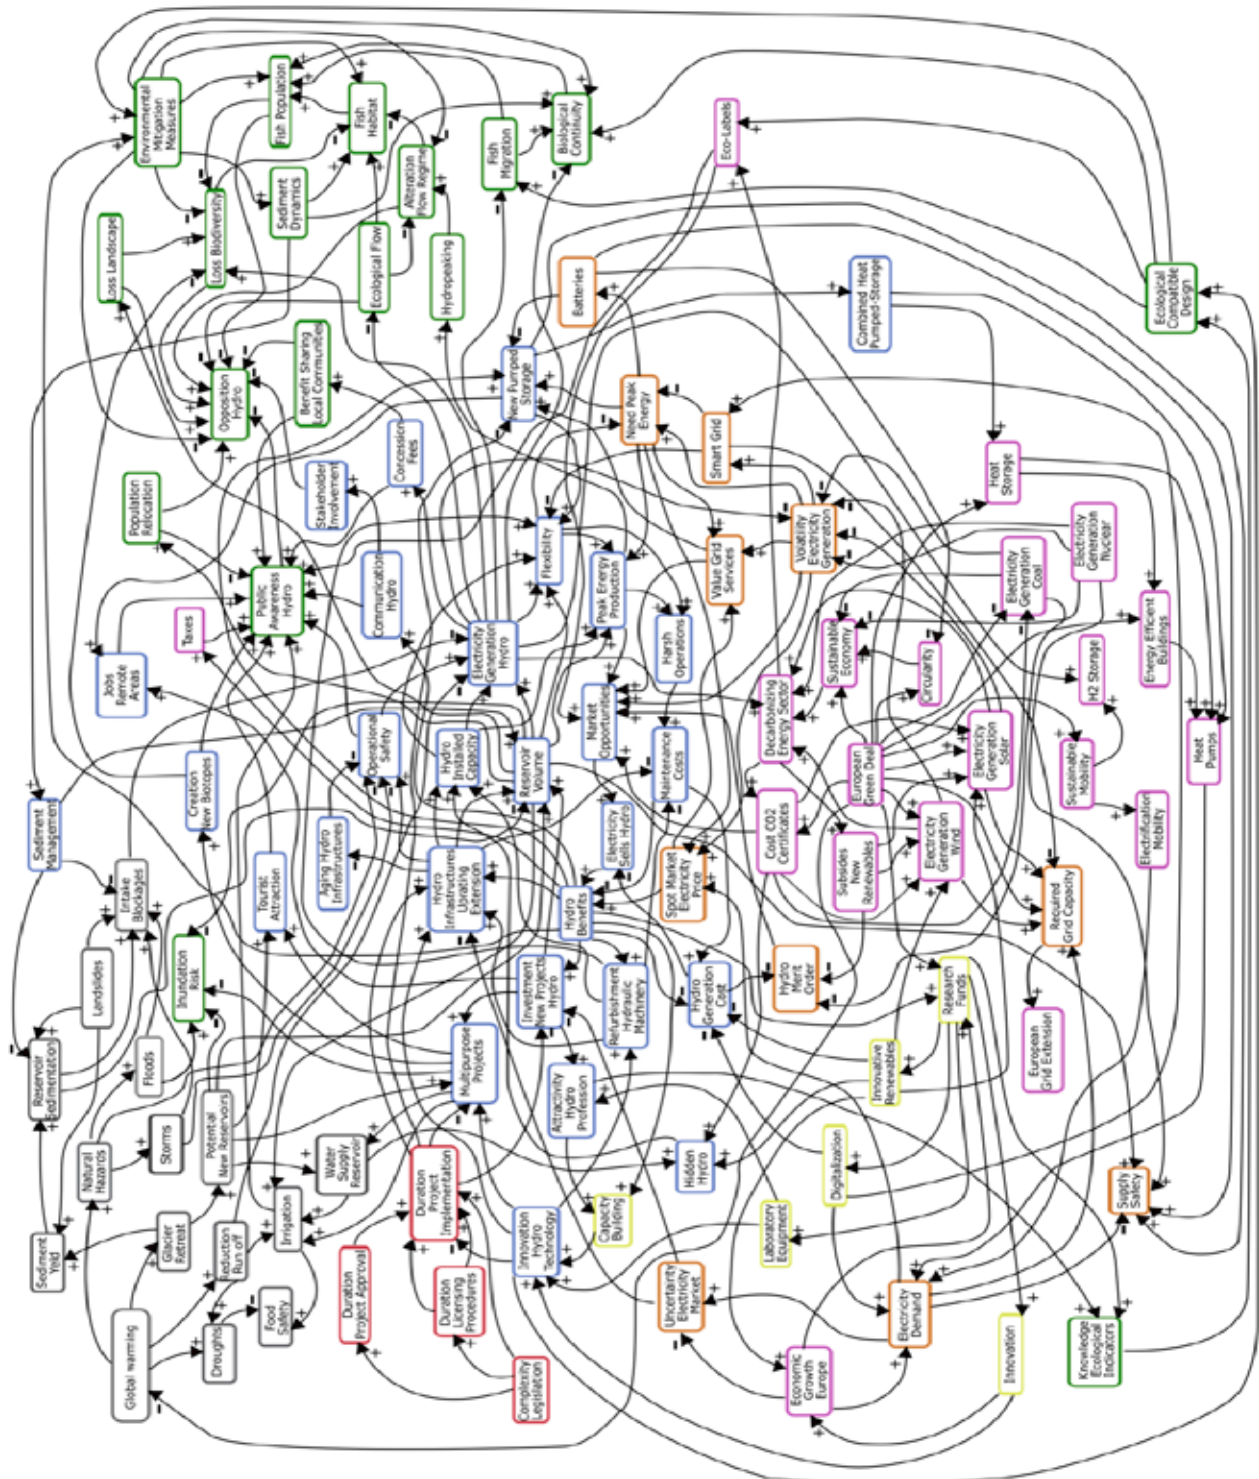 Environmental
Mitigation
Measures
Fish Population
Fish
Habitat
Loss Landscape
Loss Biodiversity
Sediment
Dynamics
Alteration
Flow Regime
Fish
Migration
Biological
Continuity
Eco-Labels
Ecological Flow
Hydropeaking
Batteries
Combined Heat
Pumped-Storage
Ecological
Compatible
Design
Opposition
Hydro
Benefit Sharing
Local Communities
New Pumped
Storage
Need Peak
Energy
Smart Grid
Population
Relocation
Stakeholder
Involvement
Concession
Fees
Heat
Storage
Taxes
Public
Awareness
Hydro
Communication
Hydro
Flexibility
Peak Energy
Production
Value Grid
Services
Volatility
Electricity
Generation
Electricity
Generation
Coal
Electricity
Generation
Nuclear
Jobs
Remote
Areas
Electricity
Generation
Hydro
Harsh
Operations
Sustainable
Economy
Circularity
H2 Storage
Energy Efficient
Buildings
Operational
Safety
Market
Opportunities
Decarbonizing
Energy Sector
Sediment
Management
Creation
New Biotopes
Hydro
Installed
Capacity
Reservoir
Volume
Maintenance
Costs
European
Green Deal
Electricity
Generation
Solar
Sustainable
Mobility
Heat
Pumps
Intake
Blockages
Tourist
Attraction
Aging Hydro
Infrastructures
Hydro
Infrastructures
Uprating
Extension
Electricity
Sells Hydro
Cost CO2
Certificates
Subsides
New
Renewables
Electricity
Generation
Wind
Electrification
Mobility
Hydro
Benefits
Spot Market
Electricity
Price
Required
Grid Capacity
Landslides
Inundation
Risk
Investment
New Projects
Hydro
Refurbishment
Hydraulic
Machinery
Hydro
Generation
Cost
Hydro
Merit
Order
Research
Funds
Reservoir
Sedimentation
Floods
Multipurpose
Projects
Attractivity
Hydro
Profession
Innovative
Renewables
European
Grid Extension
Natural
Hazards
Storms
Potential
New Reservoirs
Water
Supply
Reservoir
Duration
Project
Implementation
Hidden
Hydro
Digitalization
Supply
Safety
Sediment
Yield
Glacier
Retreat
Reduction
Run off
Irrigation
Innovation
Hydro
Technology
Capacity
Building
Laboratory
Equipment
Global warming
Droughts
Food
Safety
Duration
Project Approval
Duration
Licensing
Procedures
Uncertainty
Electricity
Market
Electricity
Demand
Complexity
Legislation
Economic
Growth
Europe
Innovation
Knowledge
Ecological
Indicators